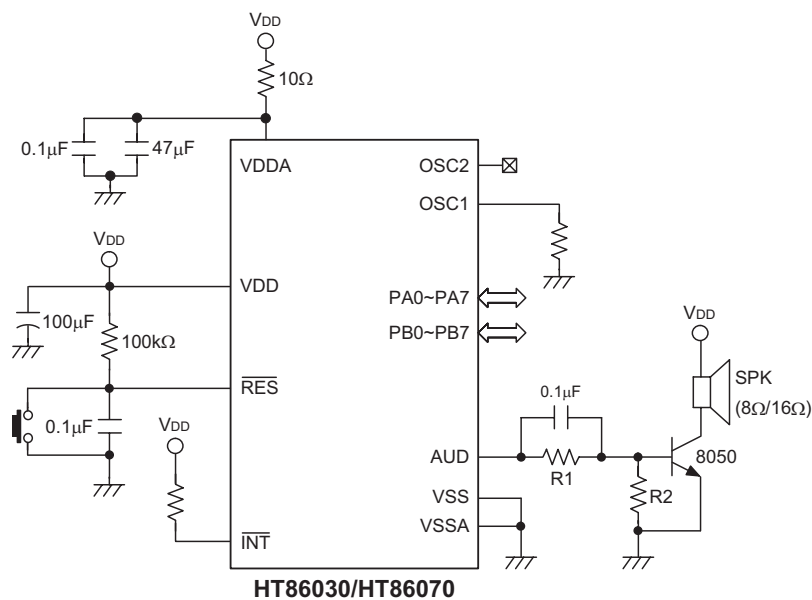 VDD
10Ω
0.1μF
47μF
VDDA
OSC2
OSC1
VDD
VDD
100μF
100kΩ
PA0~PA7
PB0~PB7
VDD
SPK
(8Ω/16Ω)
RES
0.1μF
VDD
0.1μF
AUD
R1
8050
R2
VSS
VSSA
INT
HT86030/HT86070